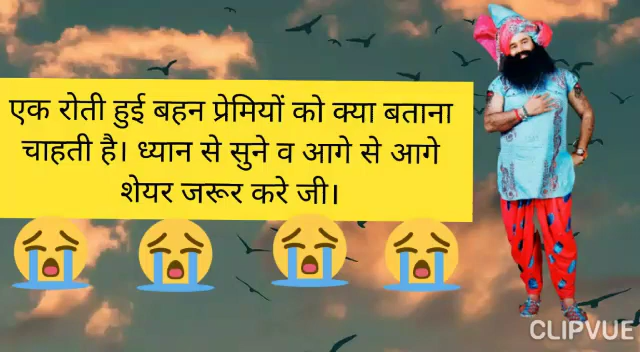 एक रोती हुई बहन प्रेमियों को क्या बताना
चाहती है। ध्यान से सुने व आगे से आगे
शेयर जरूर करे जी।
CLIPVUE